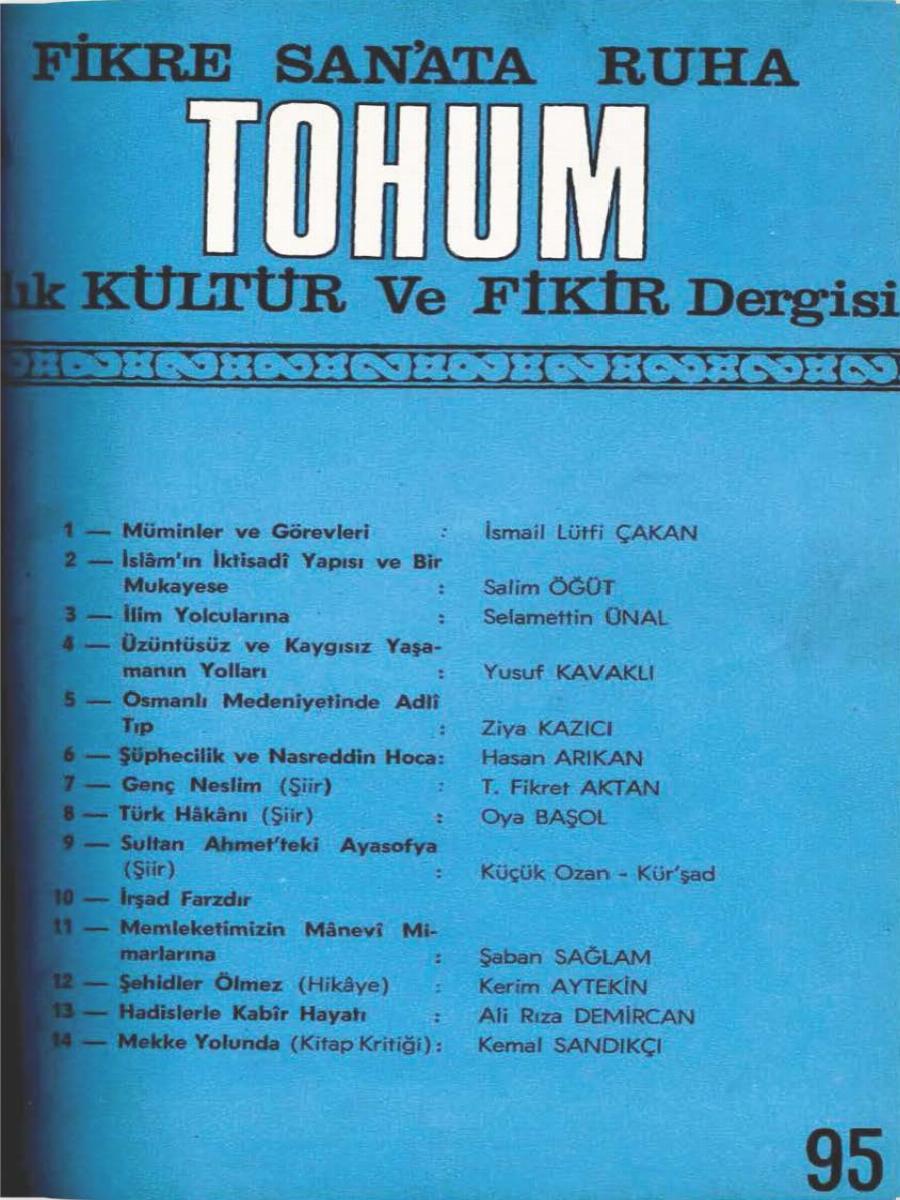 FİKRE SAN'ATA RUHA
TOHUM
lık KÜLTÜR Ve FİKİR Dergisi
1 — Müminler ve Görevleri : İsmail Lütfi ÇAKAN
2 — İslâm'ın İktisadî Yapısı ve Bir
Mukayese : Salim ÖĞÜT
3 — İlim Yolcularına : Selamettin ÜNAL
4 — Üzüntüsüz ve Kaygısız Yaşa-
manın Yolları : Yusuf KAVAKLI
5 — Osmanlı Medeniyetinde Adlî
Tıp : Ziya KAZICI
6 — Şüphecilik ve Nasreddin Hoca: Hasan ARIKAN
7 — Genç Neslim (Şiir) : T. Fikret AKTAN
8 — Türk Hâkânı (Şiir) : Oya BAŞOL
9 — Sultan Ahmet'teki Ayasofya
(Şiir) : Küçük Ozan - Kür'şad
10 — İrşad Farzdır
11 — Memleketimizin Mânevî Mi-
marlarına : Şaban SAĞLAM
12 — Şehidler Ölmez (Hikâye) : Kerim AYTEKİN
13 — Hadislerle Kabîr Hayatı : Ali Rıza DEMİRCAN
14 — Mekke Yolunda (Kitap Kritiği): Kemal SANDIKÇI
95